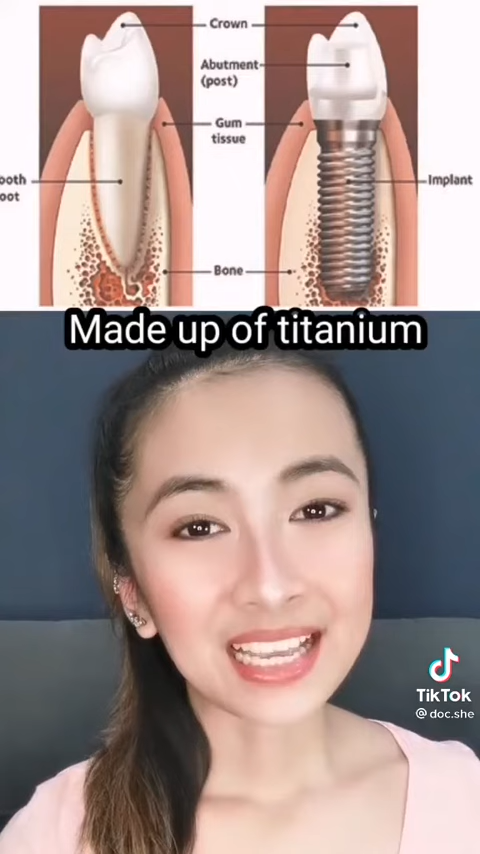 Crown
Abutment
(post)
Gum
tissue
ooth
oot
Implant
Bone
Made up of titanium
TikTok
@doc.she